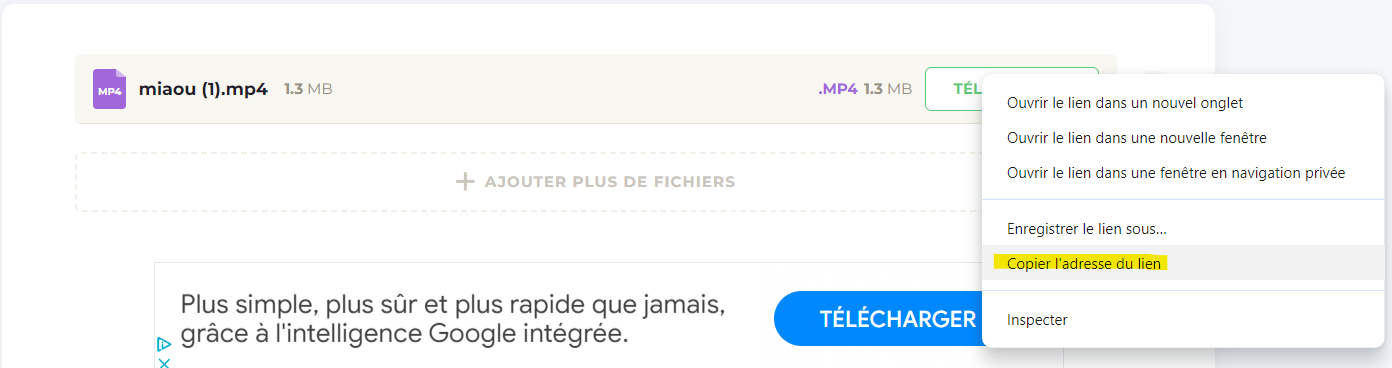 MP4 miaou (1).mp4 1.3 MB .MP4 1.3 MB
Ouvrir le lien dans un nouvel onglet
Ouvrir le lien dans une nouvelle fenêtre
Ouvrir le lien dans une fenêtre en navigation privée
Enregistrer le lien sous...
Copier l'adresse du lien
Inspecter
AJOUTER PLUS DE FICHIERS
Plus simple, plus sûr et plus rapide que jamais,
grâce à l'intelligence Google intégrée.
TÉLÉCHARGER